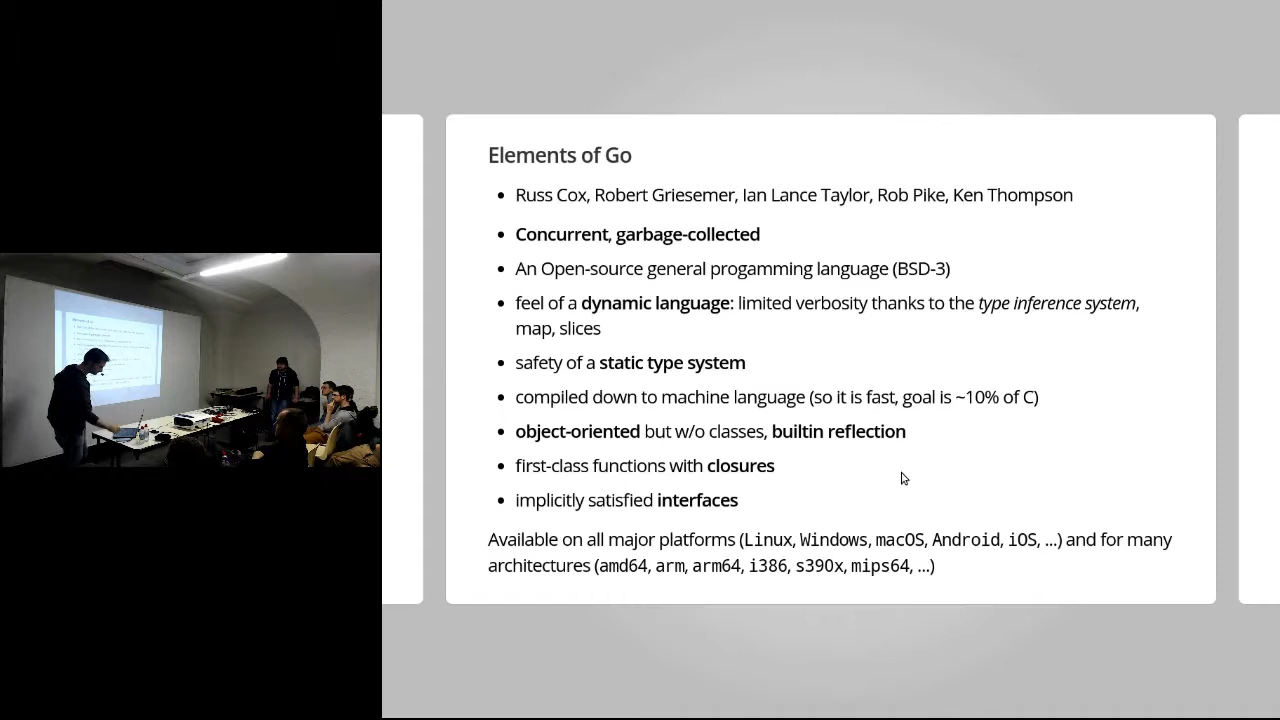 Elements of Go
• Russ Cox, Robert Griesemer, Ian Lance Taylor, Rob Pike, Ken Thompson
• Concurrent, garbage-collected
• An Open-source general progamming language (BSD-3)
• feel of a dynamic language: limited verbosity thanks to the type inference system,
map, slices
• safety of a static type system
• compiled down to machine language (so it is fast, goal is ~10% of C)
• object-oriented but w/o classes, builtin reflection
• first-class functions with closures
• implicitly satisfied interfaces
Available on all major platforms (Linux, Windows, macOS, Android, iOS, …) and for many
architectures (amd64, arm, arm64, i386, s390x, mips64, …)